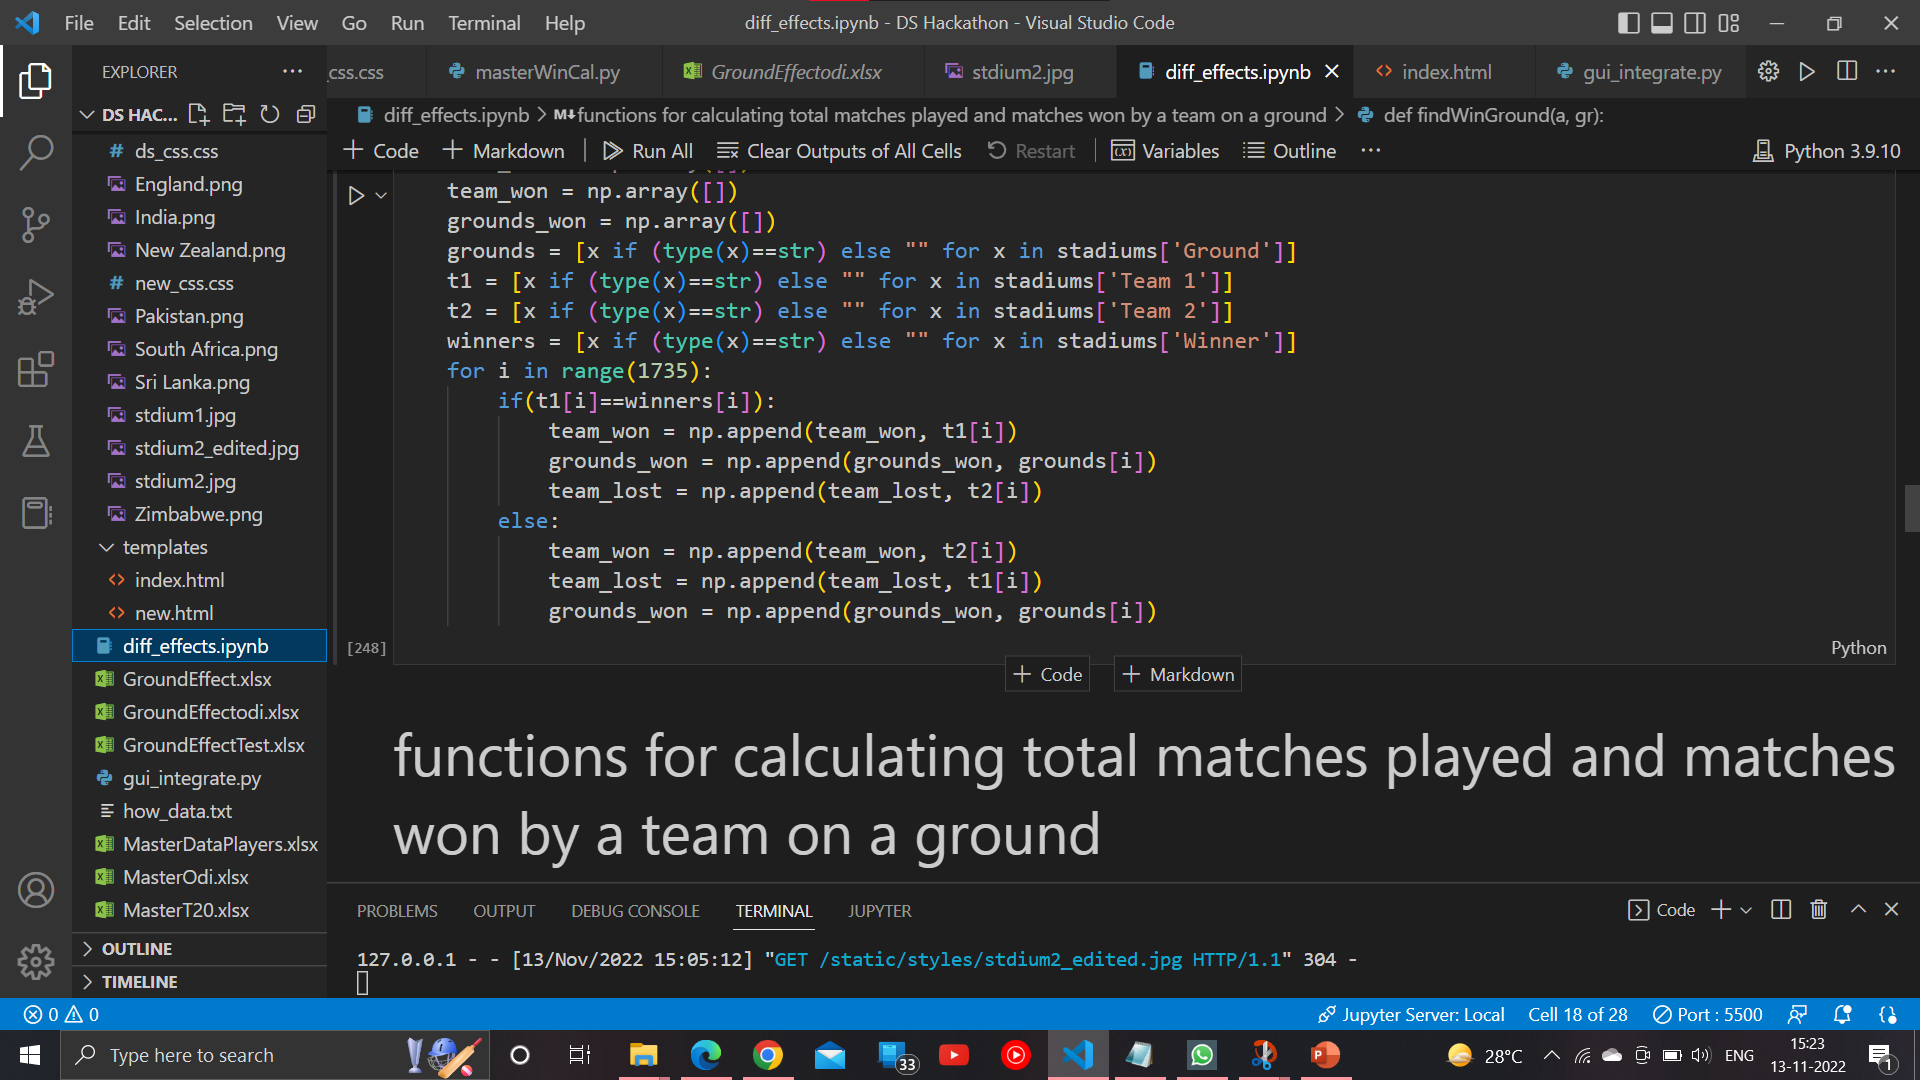 File Edit Selection View Go Run Terminal Help
diff_effects.ipynb - DS Hackathon - Visual Studio Code
EXPLORER
_css.css masterWinCal.py GroundEffectodi.xlsx stdium2.jpg diff_effects.ipynb index.html gui_integrate.py
DS HAC...
diff_effects.ipynb > M↓functions for calculating total matches played and matches won by a team on a ground > def findWinGround(a, gr):
+ Code + Markdown Run All Clear Outputs of All Cells Restart Variables Outline ... Python 3.9.10
ds_css.css
England.png
India.png
New Zealand.png
new_css.css
Pakistan.png
South Africa.png
Sri Lanka.png
stdium1.jpg
stdium2_edited.jpg
stdium2.jpg
Zimbabwe.png
templates
index.html
new.html
diff_effects.ipynb
GroundEffect.xlsx
GroundEffectodi.xlsx
GroundEffectTest.xlsx
gui_integrate.py
how_data.txt
MasterDataPlayers.xlsx
MasterOdi.xlsx
MasterT20.xlsx
OUTLINE
TIMELINE
team_won = np.array([])
grounds_won = np.array([])
grounds = [x if (type(x)==str) else "" for x in stadiums['Ground']]
t1 = [x if (type(x)==str) else "" for x in stadiums['Team 1']]
t2 = [x if (type(x)==str) else "" for x in stadiums['Team 2']]
winners = [x if (type(x)==str) else "" for x in stadiums['Winner']]
for i in range(1735):
if(t1[i]==winners[i]):
team_won = np.append(team_won, t1[i])
grounds_won = np.append(grounds_won, grounds[i])
team_lost = np.append(team_lost, t2[i])
else:
team_won = np.append(team_won, t2[i])
team_lost = np.append(team_lost, t1[i])
grounds_won = np.append(grounds_won, grounds[i])
[248] Python
+ Code + Markdown
functions for calculating total matches played and matches
won by a team on a ground
PROBLEMS OUTPUT DEBUG CONSOLE TERMINAL JUPYTER
Code
127.0.0.1 - - [13/Nov/2022 15:05:12] "GET /static/styles/stdium2_edited.jpg HTTP/1.1" 304 -
0 0 Jupyter Server: Local Cell 18 of 28 Port : 5500
Type here to search
33
28°C ENG
15:23
13-11-2022
1